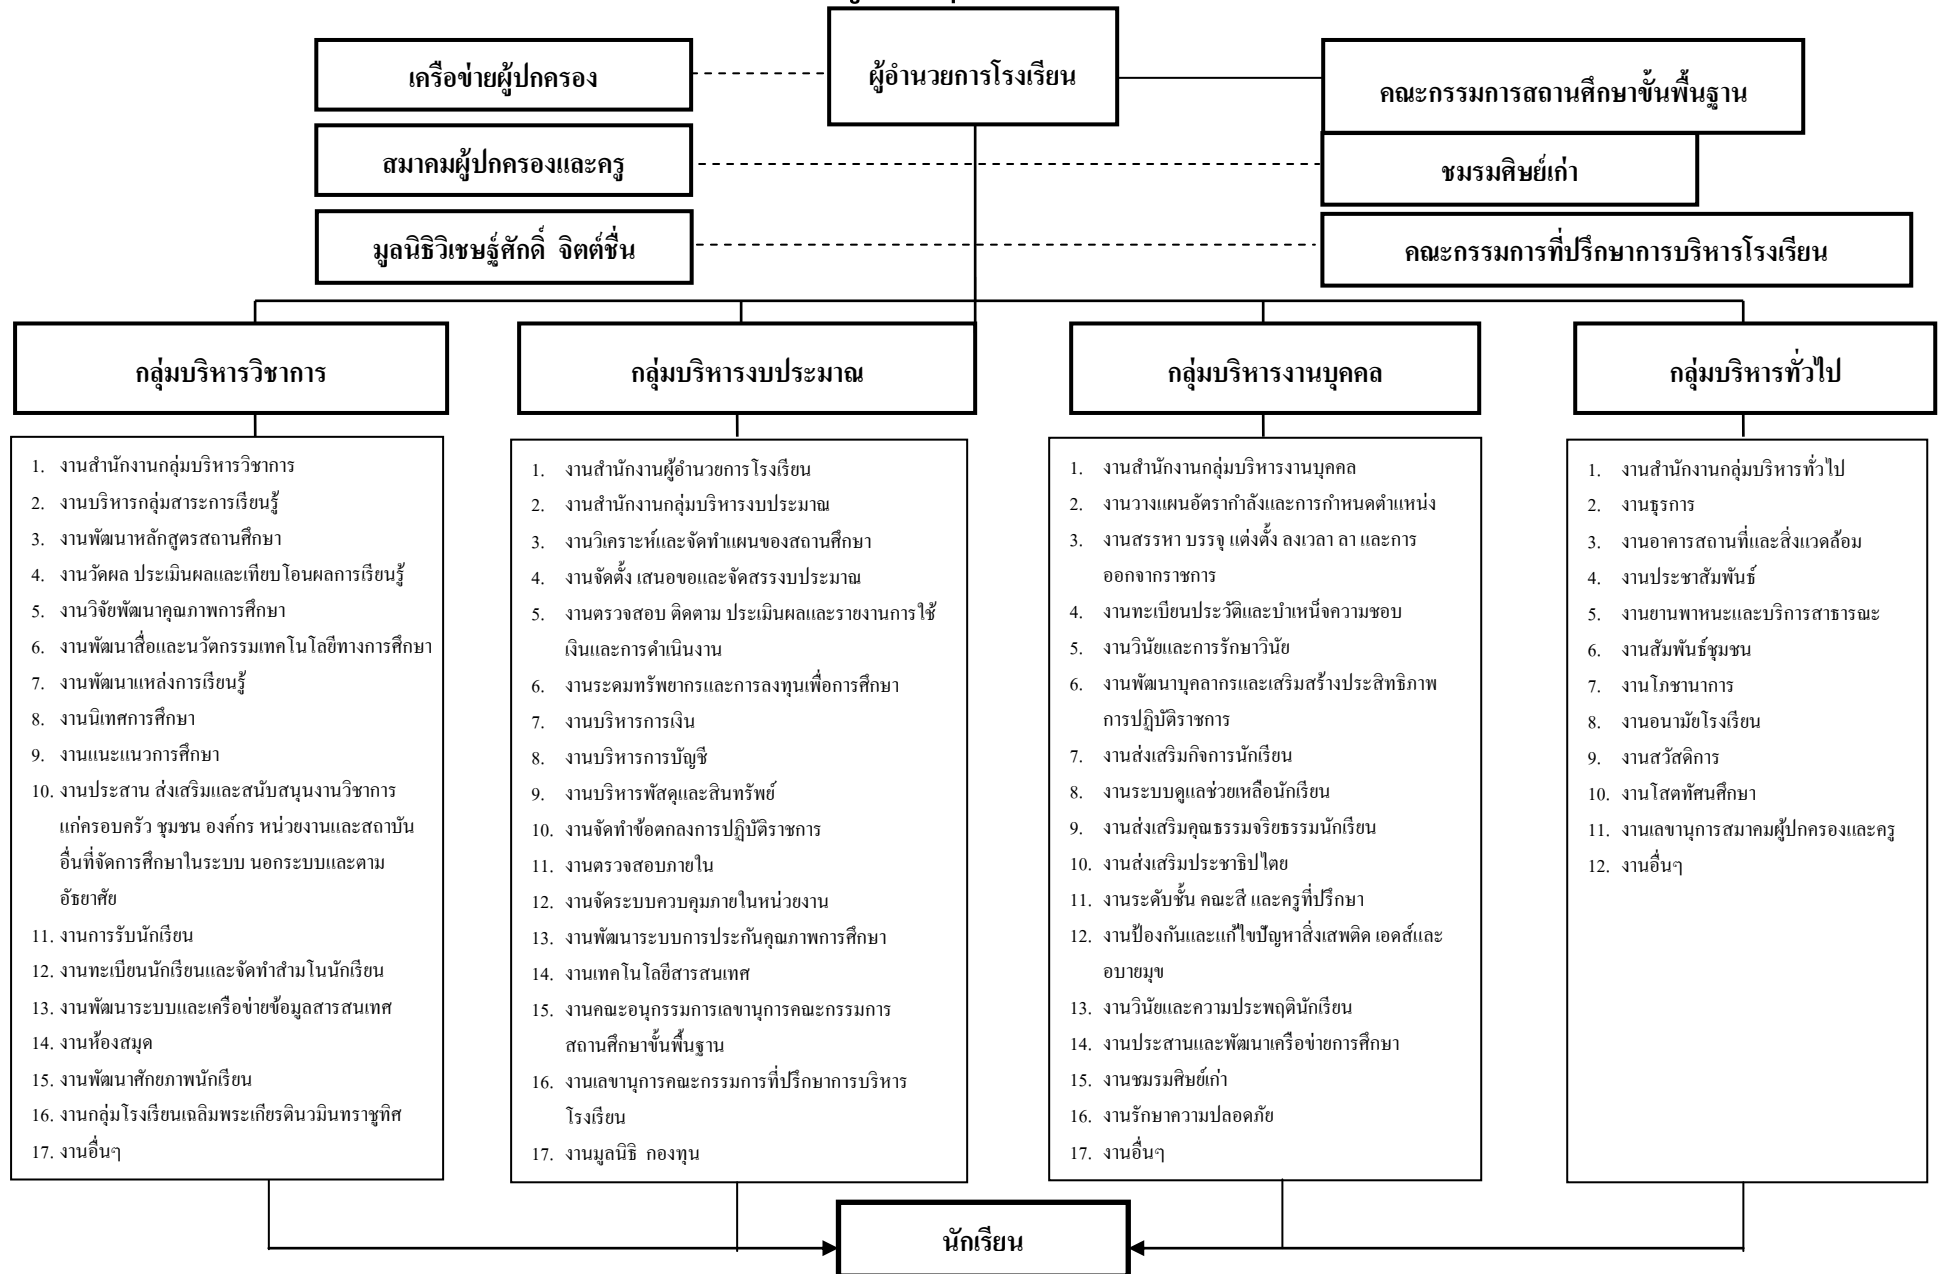 ผู้อำนวยการโรงเรียน
เครือข่ายผู้ปกครอง
คณะกรรมการสถานศึกษาขั้นพื้นฐาน
สมาคมผู้ปกครองและครู
ชมรมศิษย์เก่า
มูลนิธิวิเชษฐ์ศักดิ์ จิตต์ชื่น
คณะกรรมการที่ปรึกษาการบริหารโรงเรียน
กลุ่มบริหารวิชาการ
1. งานสำนักงานกลุ่มบริหารวิชาการ
2. งานบริหารกลุ่มสาระการเรียนรู้
3. งานพัฒนาหลักสูตรสถานศึกษา
4. งานวัดผล ประเมินผลและเทียบโอนผลการเรียนรู้
5. งานวิจัยพัฒนาคุณภาพการศึกษา
6. งานพัฒนาสื่อและนวัตกรรมเทคโนโลยีทางการศึกษา
7. งานพัฒนาแหล่งการเรียนรู้
8. งานนิเทศการศึกษา
9. งานแนะแนวการศึกษา
10. งานประสาน ส่งเสริมและสนับสนุนงานวิชาการ
แก่ครอบครัว ชุมชน องค์กร หน่วยงานและสถาบัน
อื่นที่จัดการศึกษาในระบบ นอกระบบและตาม
อัธยาศัย
11. งานการรับนักเรียน
12. งานทะเบียนนักเรียนและจัดทำสำมโนนักเรียน
13. งานพัฒนาระบบและเครือข่ายข้อมูลสารสนเทศ
14. งานห้องสมุด
15. งานพัฒนาศักยภาพนักเรียน
16. งานกลุ่มโรงเรียนเฉลิมพระเกียรตินวมินทราชูทิศ
17. งานอื่นๆ
กลุ่มบริหารงบประมาณ
1. งานสำนักงานผู้อำนวยการโรงเรียน
2. งานสำนักงานกลุ่มบริหารงบประมาณ
3. งานวิเคราะห์และจัดทำแผนของสถานศึกษา
4. งานจัดตั้ง เสนอขอและจัดสรรงบประมาณ
5. งานตรวจสอบ ติดตาม ประเมินผลและรายงานการใช้
เงินและการดำเนินงาน
6. งานระดมทรัพยากรและการลงทุนเพื่อการศึกษา
7. งานบริหารการเงิน
8. งานบริหารการบัญชี
9. งานบริหารพัสดุและสินทรัพย์
10. งานจัดทำข้อตกลงการปฏิบัติราชการ
11. งานตรวจสอบภายใน
12. งานจัดระบบควบคุมภายในหน่วยงาน
13. งานพัฒนาระบบการประกันคุณภาพการศึกษา
14. งานเทคโนโลยีสารสนเทศ
15. งานคณะอนุกรรมการเลขานุการคณะกรรมการ
สถานศึกษาขั้นพื้นฐาน
16. งานเลขานุการคณะกรรมการที่ปรึกษาการบริหาร
โรงเรียน
17. งานมูลนิธิ กองทุน
กลุ่มบริหารงานบุคคล
1. งานสำนักงานกลุ่มบริหารงานบุคคล
2. งานวางแผนอัตรากำลังและการกำหนดตำแหน่ง
3. งานสรรหา บรรจุ แต่งตั้ง ลงเวลา ลา และการ
ออกจากราชการ
4. งานทะเบียนประวัติและบำเหน็จความชอบ
5. งานวินัยและการรักษาวินัย
6. งานพัฒนาบุคลากรและเสริมสร้างประสิทธิภาพ
การปฏิบัติราชการ
7. งานส่งเสริมกิจการนักเรียน
8. งานระบบดูแลช่วยเหลือนักเรียน
9. งานส่งเสริมคุณธรรมจริยธรรมนักเรียน
10. งานส่งเสริมประชาธิปไตย
11. งานระดับชั้น คณะสี และครูที่ปรึกษา
12. งานป้องกันและแก้ไขปัญหาสิ่งเสพติด เอดส์และ
อบายมุข
13. งานวินัยและความประพฤตินักเรียน
14. งานประสานและพัฒนาเครือข่ายการศึกษา
15. งานชมรมศิษย์เก่า
16. งานรักษาความปลอดภัย
17. งานอื่นๆ
กลุ่มบริหารทั่วไป
1. งานสำนักงานกลุ่มบริหารทั่วไป
2. งานธุรการ
3. งานอาคารสถานที่และสิ่งแวดล้อม
4. งานประชาสัมพันธ์
5. งานยานพาหนะและบริการสาธารณะ
6. งานสัมพันธ์ชุมชน
7. งานโภชานาการ
8. งานอนามัยโรงเรียน
9. งานสวัสดิการ
10. งานโสตทัศนศึกษา
11. งานเลขานุการสมาคมผู้ปกครองและครู
12. งานอื่นๆ
นักเรียน